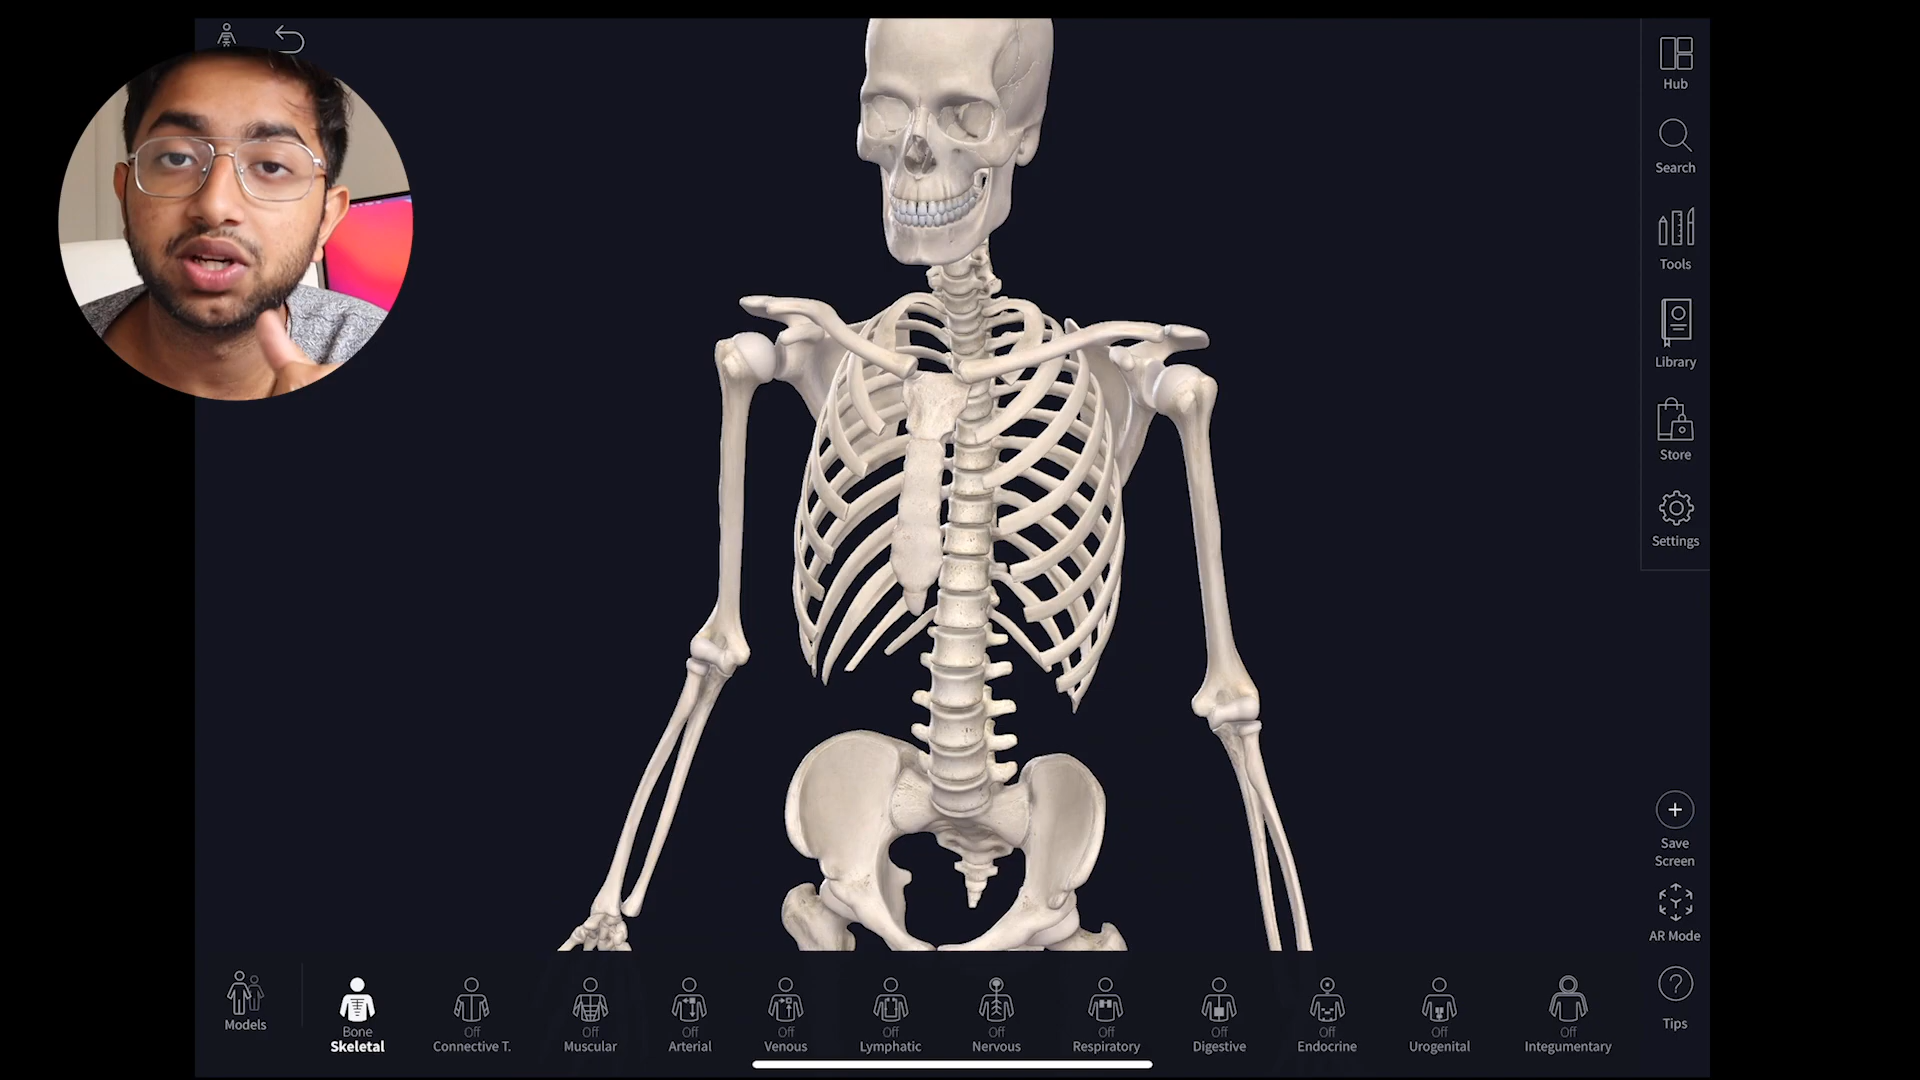 Hub
Search
Tools
Library
Store
Settings
+
Save
Screen
AR Mode
?
Tips
Models
Bone
Skeletal
Off
Connective T.
Off
Muscular
Off
Arterial
Off
Venous
Off
Lymphatic
Off
Nervous
Off
Respiratory
Off
Digestive
Off
Endocrine
Off
Urogenital
Off
Integumentary